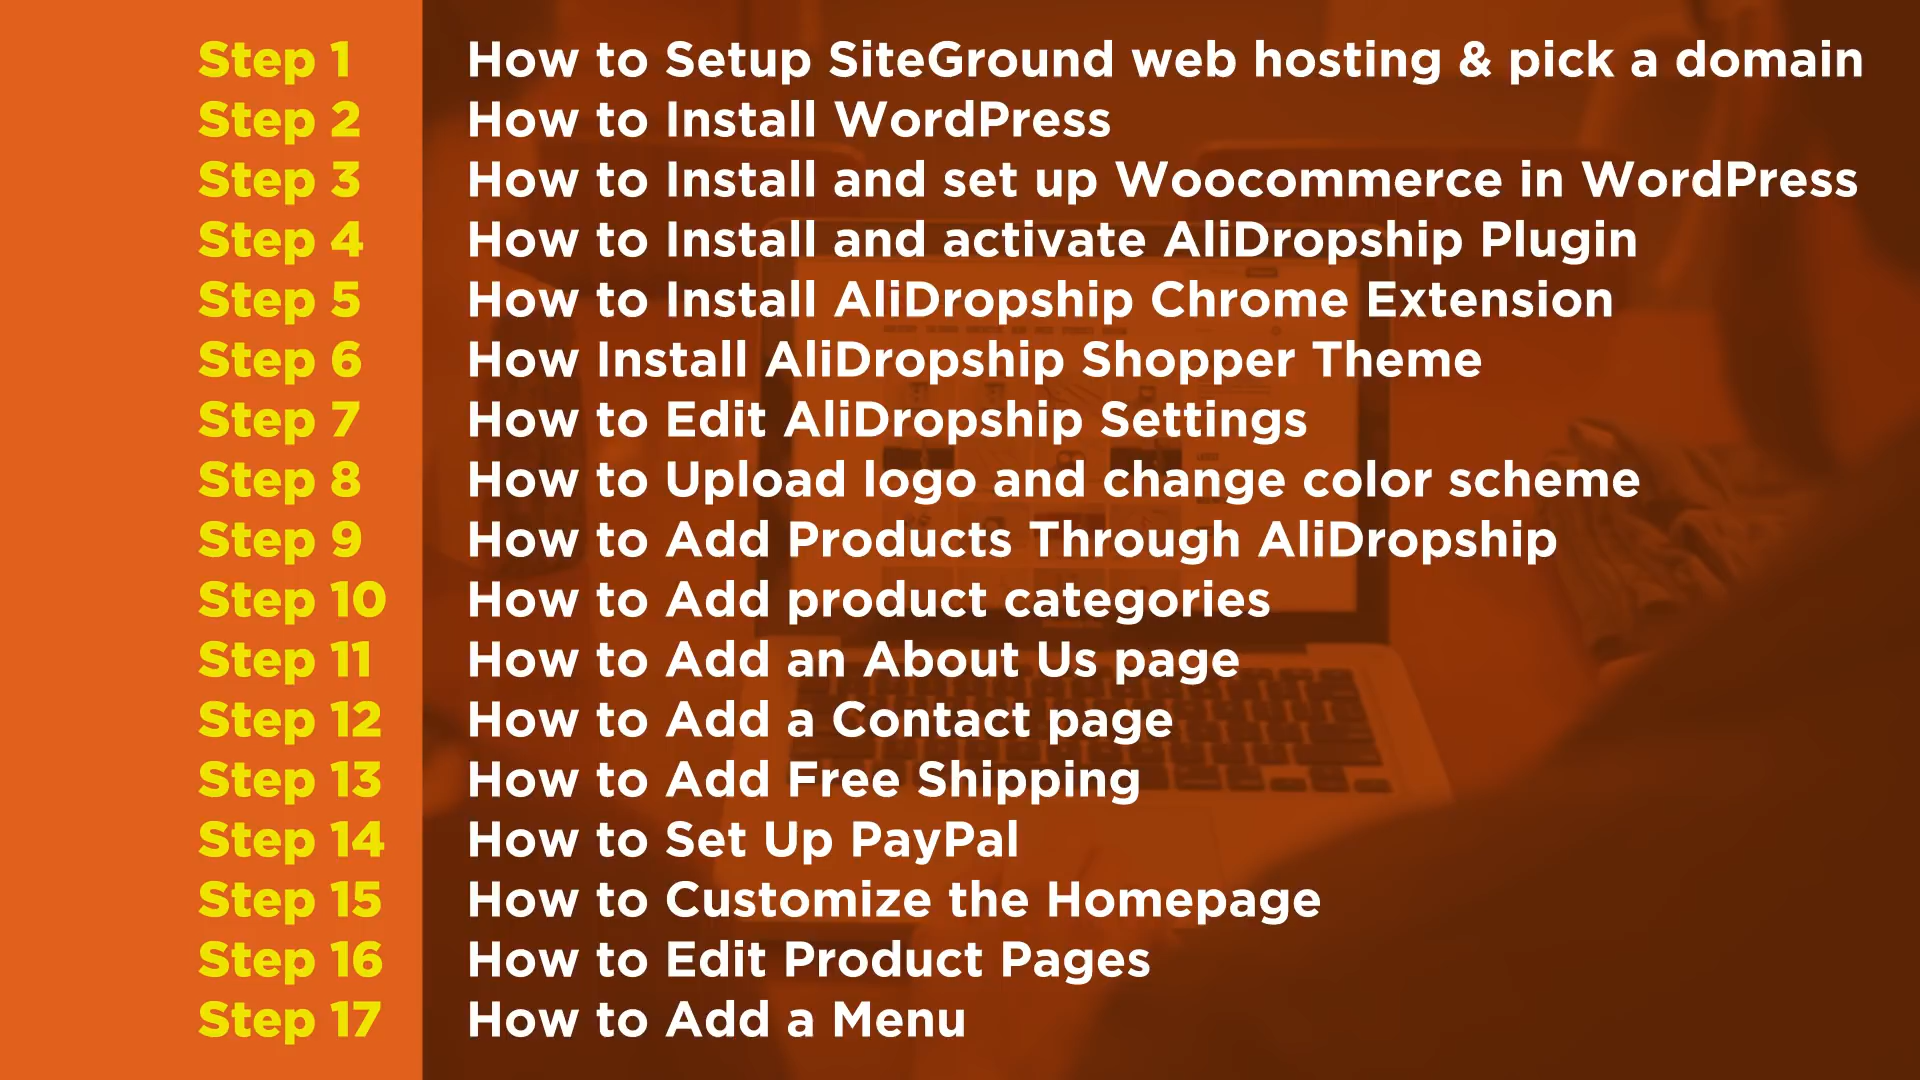 Step 1 How to Setup SiteGround web hosting & pick a domain
Step 2 How to Install WordPress
Step 3 How to Install and set up Woocommerce in WordPress
Step 4 How to Install and activate AliDropship Plugin
Step 5 How to Install AliDropship Chrome Extension
Step 6 How Install AliDropship Shopper Theme
Step 7 How to Edit AliDropship Settings
Step 8 How to Upload logo and change color scheme
Step 9 How to Add Products Through AliDropship
Step 10 How to Add product categories
Step 11 How to Add an About Us page
Step 12 How to Add a Contact page
Step 13 How to Add Free Shipping
Step 14 How to Set Up PayPal
Step 15 How to Customize the Homepage
Step 16 How to Edit Product Pages
Step 17 How to Add a Menu